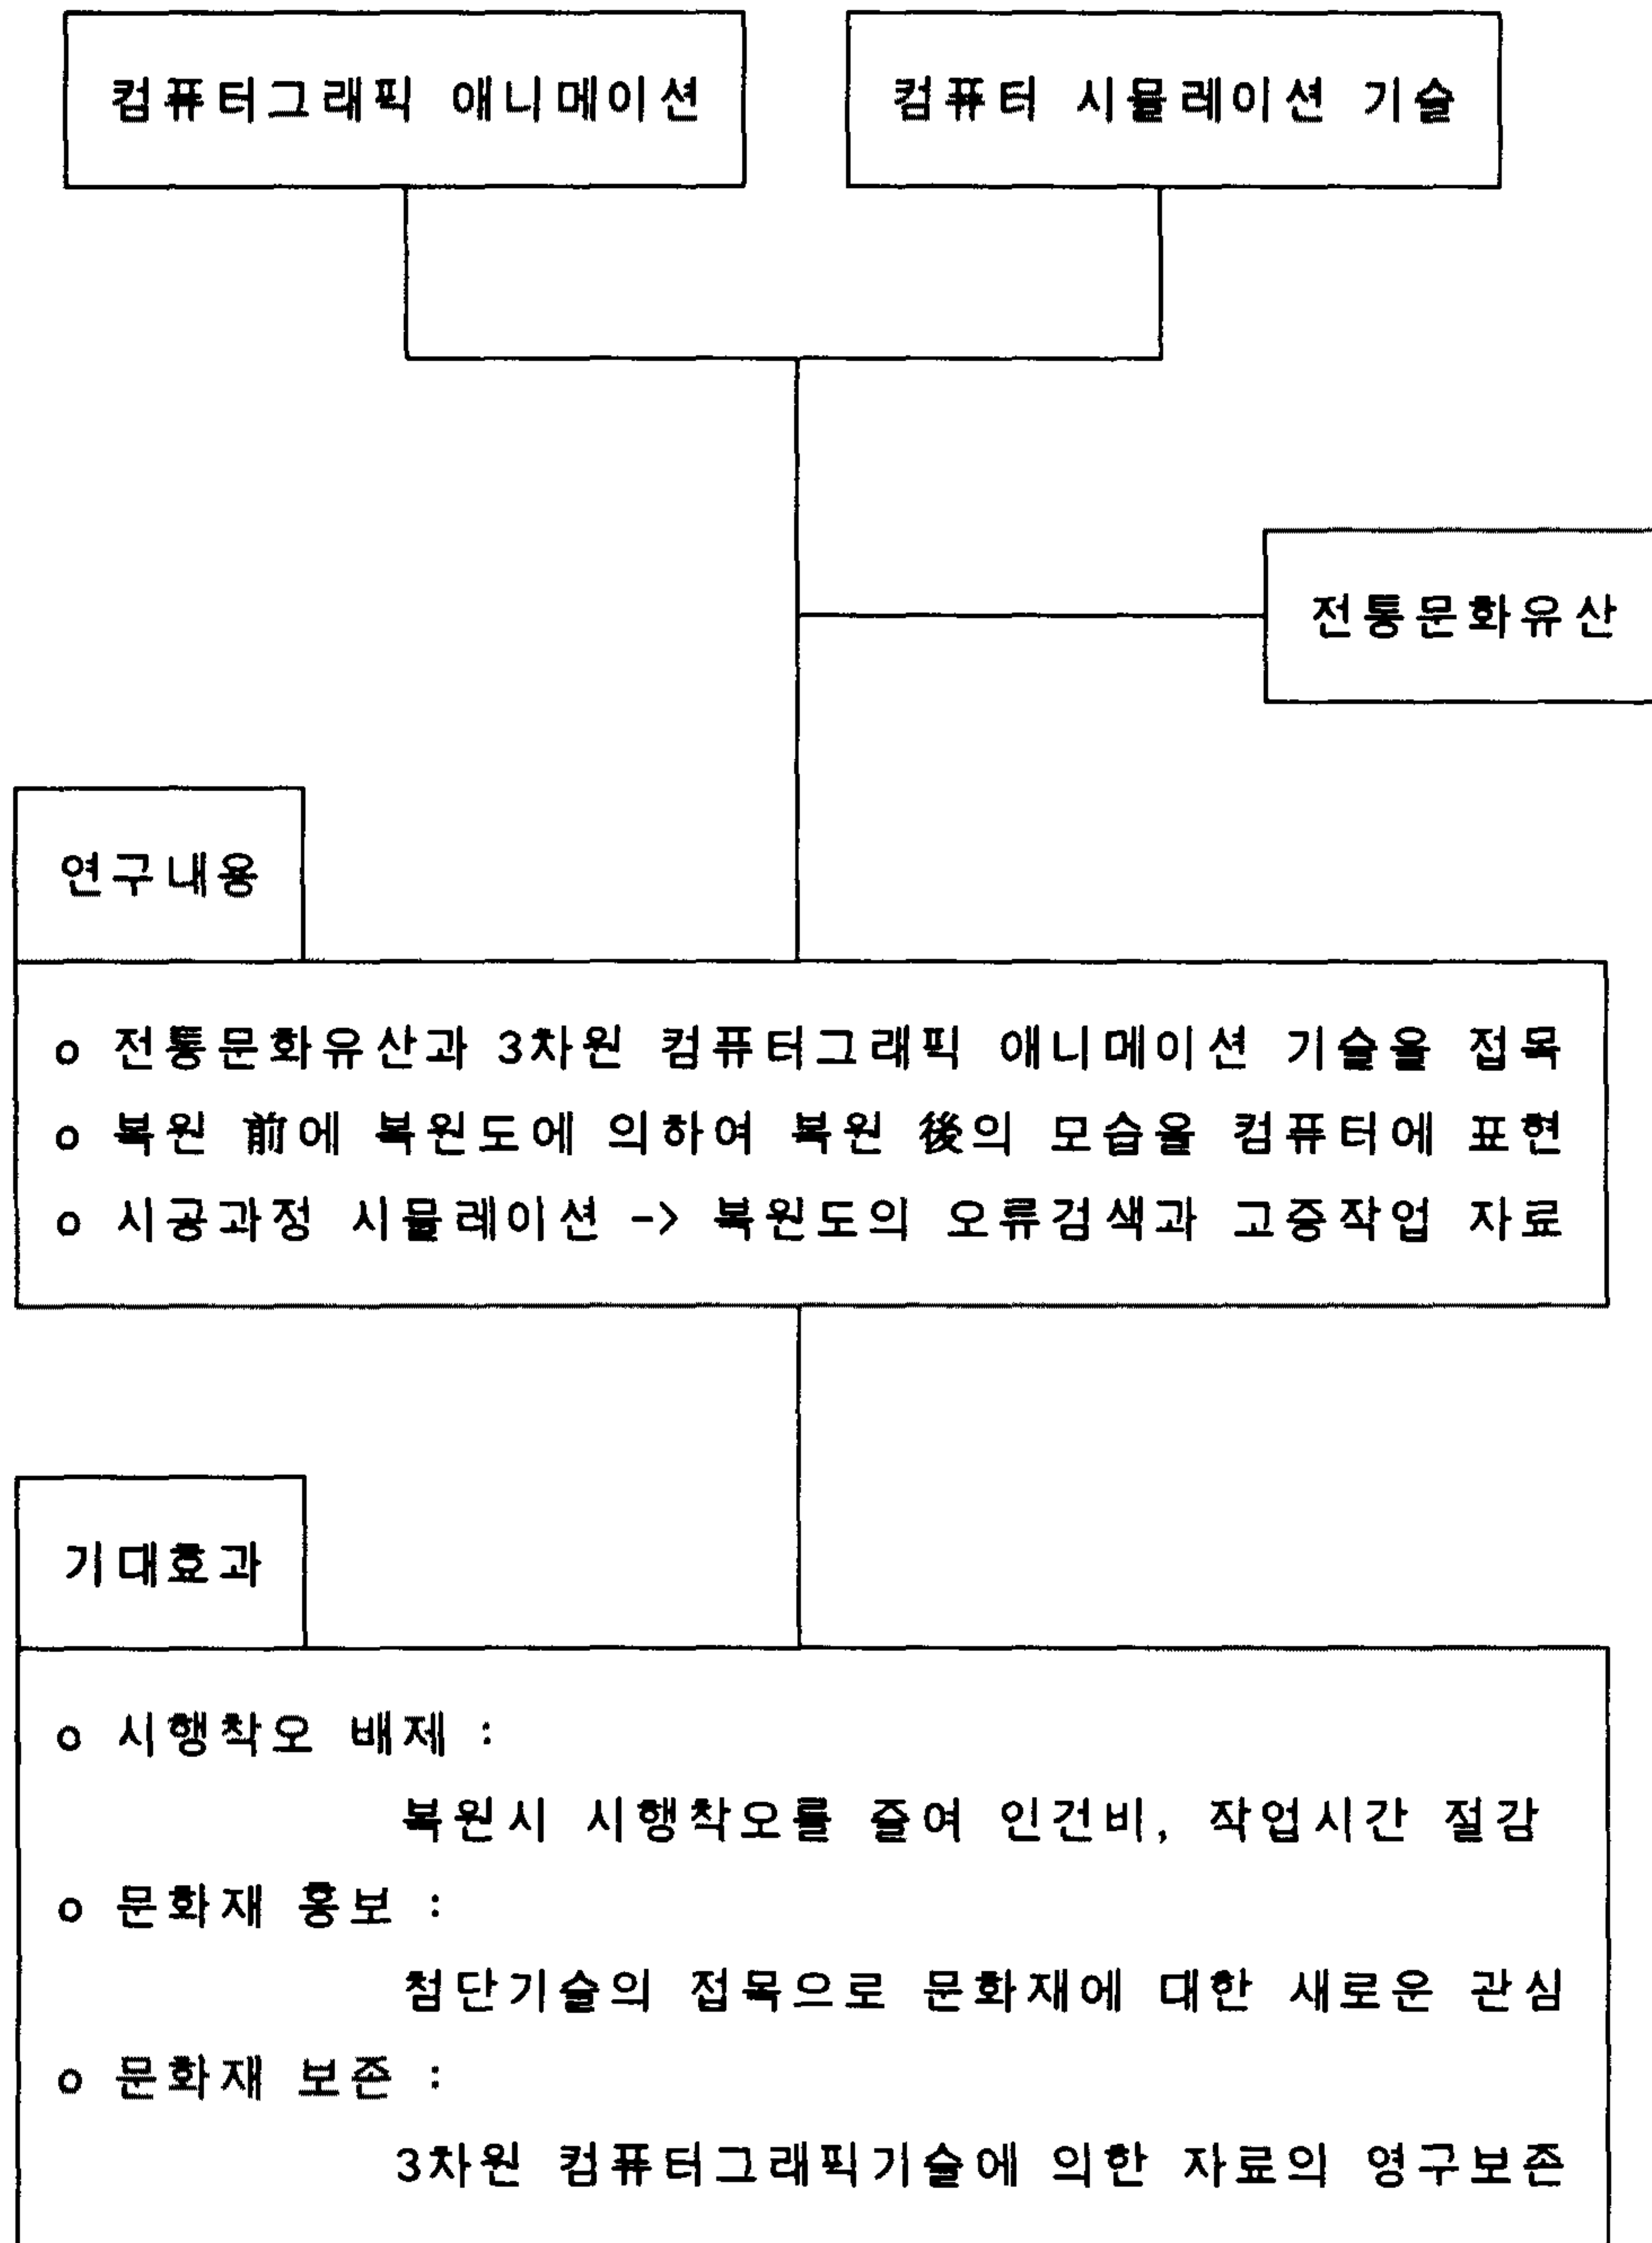 컴퓨터그래픽 애니메이션
컴퓨터 시뮬레이션 기술
전통문화유산
연구내용
o 전통문화유산과 3차원 컴퓨터그래픽 애니메이션 기술을 접목
o 복원 前에 복원도에 의하여 복원 後의 모습을 컴퓨터에 표현
o 시공과정 시뮬레이션 -> 복원도의 오류검색과 고증작업 자료
기대효과
o 시행착오 배제 :
복원시 시행착오를 줄여 인건비, 작업시간 절감
o 문화재 홍보 :
첨단기술의 접목으로 문화재에 대한 새로운 관심
o 문화재 보존 :
3차원 컴퓨터그래픽기술에 의한 자료의 영구보존